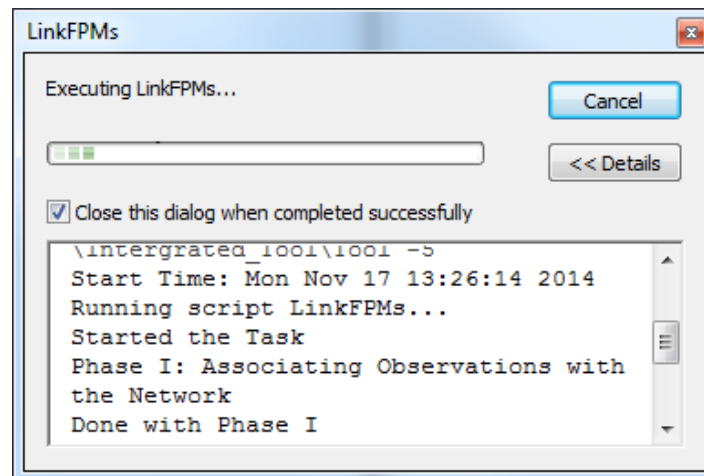 LinkFPMs
Executing LinkFPMs...
Cancel
<< Details
Close this dialog when completed successfully
\Intergrated_Tool\Tool -5
Start Time: Mon Nov 17 13:26:14 2014
Running script LinkFPMs...
Started the Task
Phase I: Associating Observations with
the Network
Done with Phase I